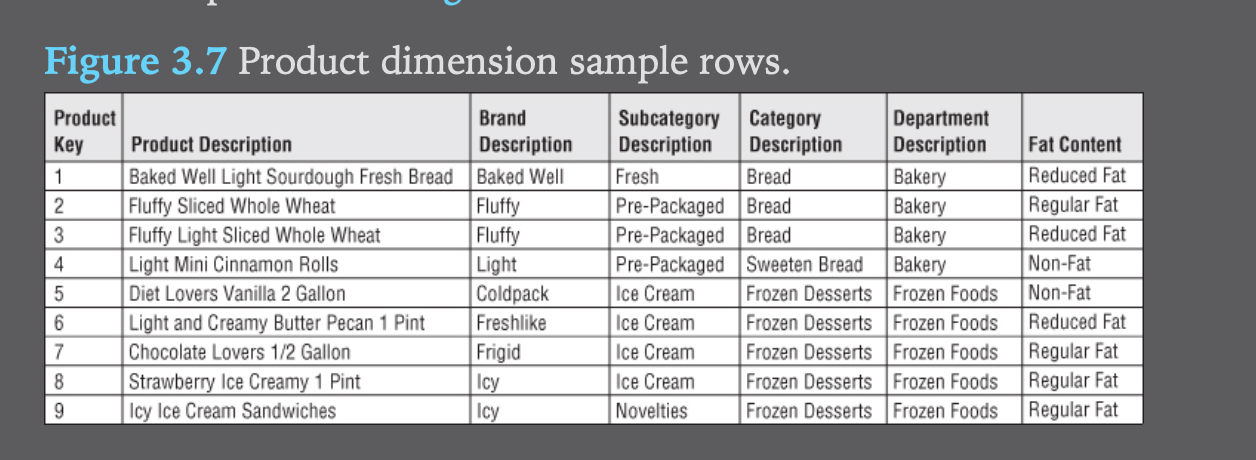 Figure 3.7 Product dimension sample rows.
Product Key | Product Description | Brand Description | Subcategory Description | Category Description | Department Description | Fat Content
1 | Baked Well Light Sourdough Fresh Bread | Baked Well | Fresh | Bread | Bakery | Reduced Fat
2 | Fluffy Sliced Whole Wheat | Fluffy | Pre-Packaged | Bread | Bakery | Regular Fat
3 | Fluffy Light Sliced Whole Wheat | Fluffy | Pre-Packaged | Bread | Bakery | Reduced Fat
4 | Light Mini Cinnamon Rolls | Light | Pre-Packaged | Sweeten Bread | Bakery | Non-Fat
5 | Diet Lovers Vanilla 2 Gallon | Coldpack | Ice Cream | Frozen Desserts | Frozen Foods | Non-Fat
6 | Light and Creamy Butter Pecan 1 Pint | Freshlike | Ice Cream | Frozen Desserts | Frozen Foods | Reduced Fat
7 | Chocolate Lovers 1/2 Gallon | Frigid | Ice Cream | Frozen Desserts | Frozen Foods | Regular Fat
8 | Strawberry Ice Creamy 1 Pint | Icy | Ice Cream | Frozen Desserts | Frozen Foods | Regular Fat
9 | Icy Ice Cream Sandwiches | Icy | Novelties | Frozen Desserts | Frozen Foods | Regular Fat